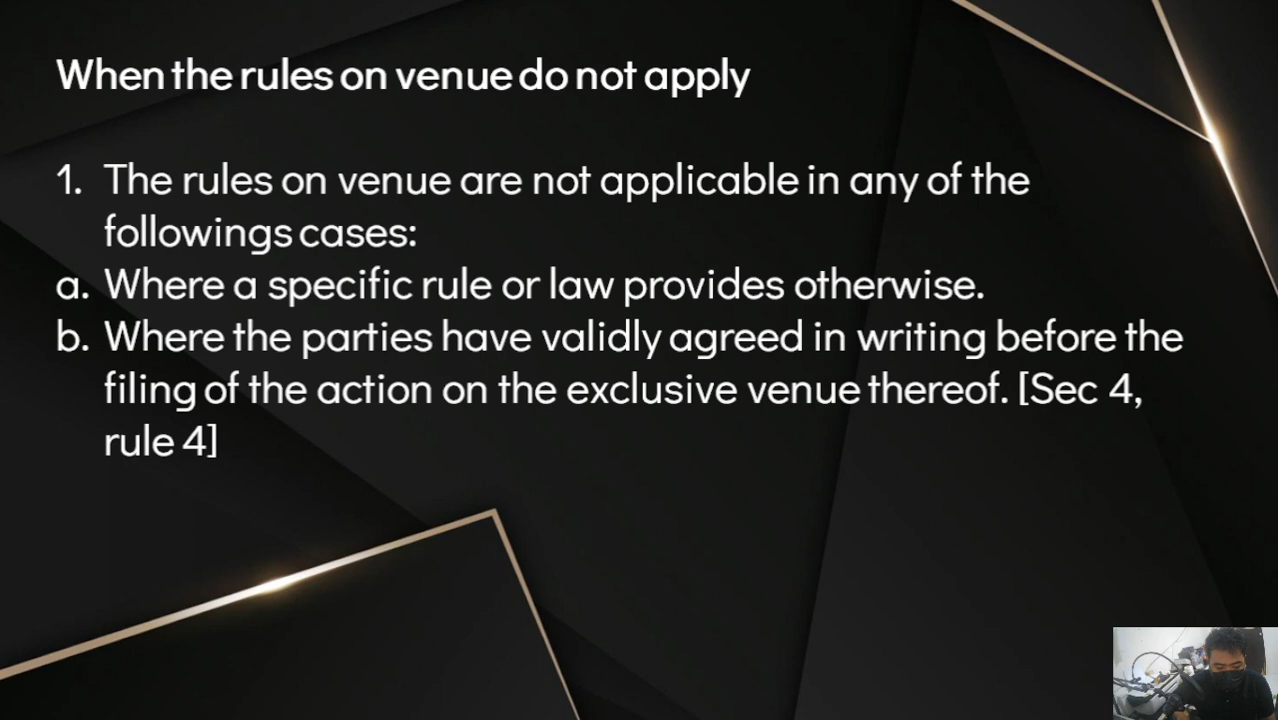 When the rules on venue do not apply
1. The rules on venue are not applicable in any of the
followings cases:
a. Where a specific rule or law provides otherwise.
b. Where the parties have validly agreed in writing before the
filing of the action on the exclusive venue thereof. [Sec 4,
rule 4]